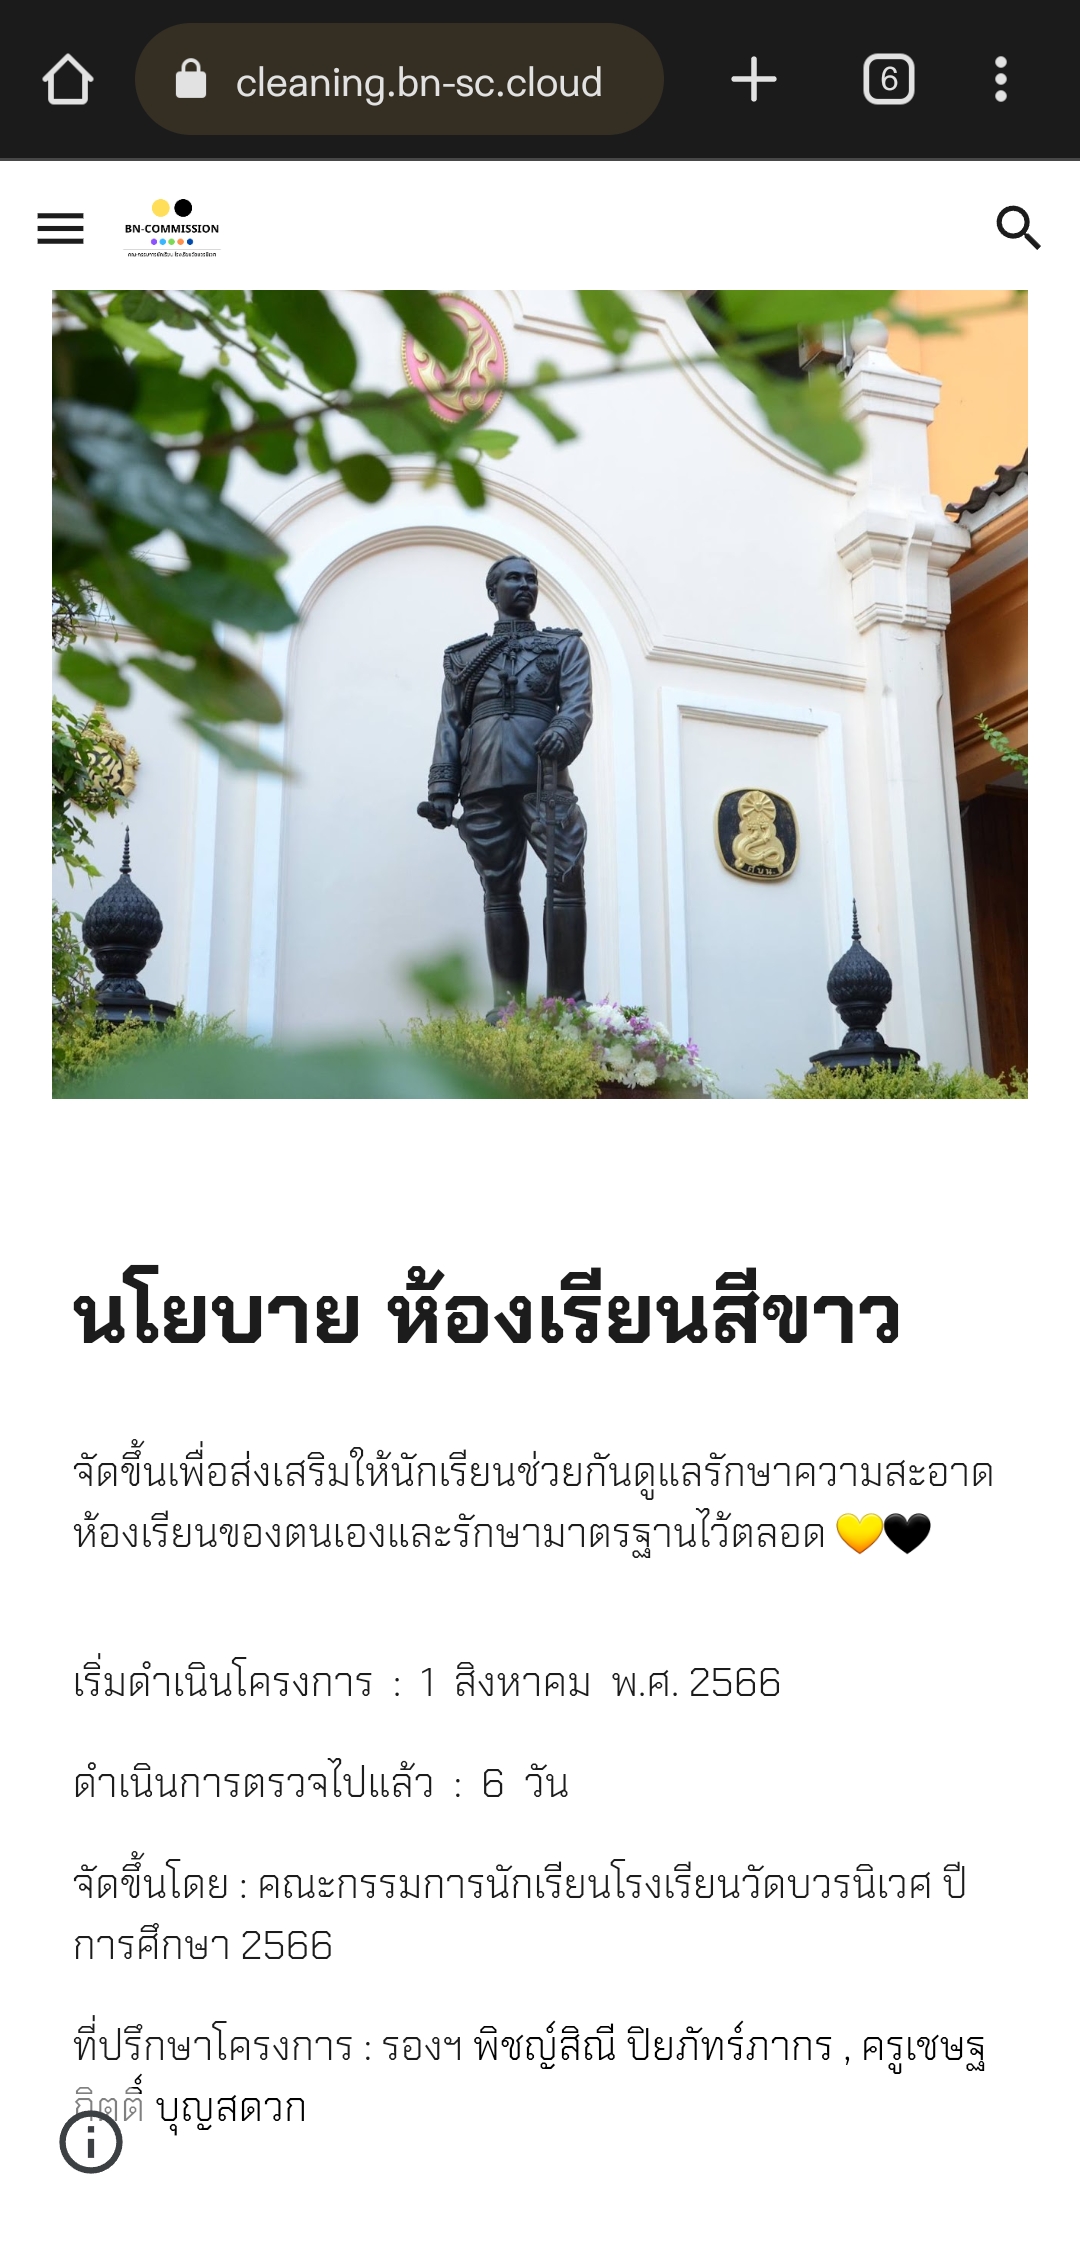 cleaning.bn-sc.cloud
6
BN-COMMISSION
นโยบาย ห้องเรียนสีขาว
จัดขึ้นเพื่อส่งเสริมให้นักเรียนช่วยกันดูแลรักษาความสะอาด
ห้องเรียนของตนเองและรักษามาตรฐานไว้ตลอด 💛🖤
เริ่มดำเนินโครงการ : 1 สิงหาคม พ.ศ. 2566
ดำเนินการตรวจไปแล้ว : 6 วัน
จัดขึ้นโดย : คณะกรรมการนักเรียนโรงเรียนวัดบวรนิเวศ ปี
การศึกษา 2566
ที่ปรึกษาโครงการ : รองฯ พิชญ์สิณี ปิยภัทร์ภากร , ครูเชษฐ
กิตติ์ บุญสดวก